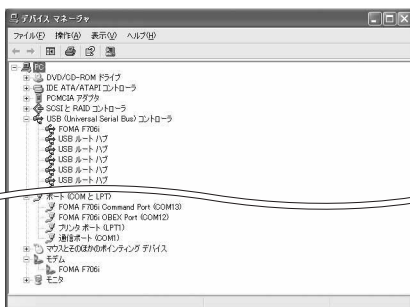 デバイス マネージャ
ファイル(F) 操作(A) 表示(V) ヘルプ(H)
PC
DVD/CD-ROM ドライブ
IDE ATA/ATAPI コントローラ
PCMCIA アダプタ
SCSI と RAID コントローラ
USB (Universal Serial Bus) コントローラ
FOMA F706i
USB ルート ハブ
USB ルート ハブ
USB ルート ハブ
USB ルート ハブ
ポート (COM と LPT)
FOMA F706i Command Port (COM13)
FOMA F706i OBEX Port (COM12)
プリンタ ポート (LPT1)
通信ポート (COM1)
マウスとそのほかのポインティング デバイス
モデム
FOMA F706i
モニタ